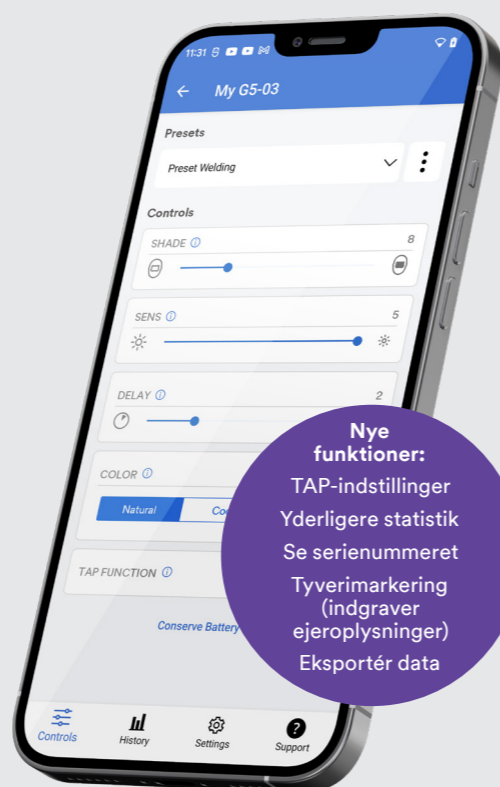 11:31
My G5-03
Presets
Preset Welding
Controls
SHADE
8
SENS
5
DELAY
2
COLOR
Natural
TAP FUNCTION
Conserve Battery
Controls
History
Settings
Support
Nye
funktioner:
TAP-indstillinger
Yderligere statistik
Se serienummeret
Tyverimarkering
(indgraver
ejeroplysninger)
Eksportér data